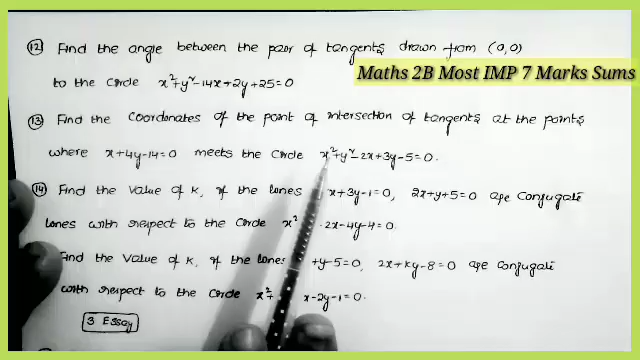 (12) Find the angle between the pair of tangents drawn from (0,0)
to the Circle x²+y²-14x+2y+25=0
Maths 2B Most IMP 7 Marks Sums
(13) Find the Coordinates of the point of intersection of tangents at the points
where x+4y-14=0 meets the Circle x²+y²-2x+3y-5=0.
(14) Find the value of K, if the lines x+3y-1=0, 2x+y+5=0 are Conjugate
lines with respect to the Circle x² 2x-4y-4=0.
Find the Value of K, if the lines +y-5=0, 2x+Ky-8=0 are Conjugate
with respect to the Circle x²+ x-2y-1=0.
3 Essay